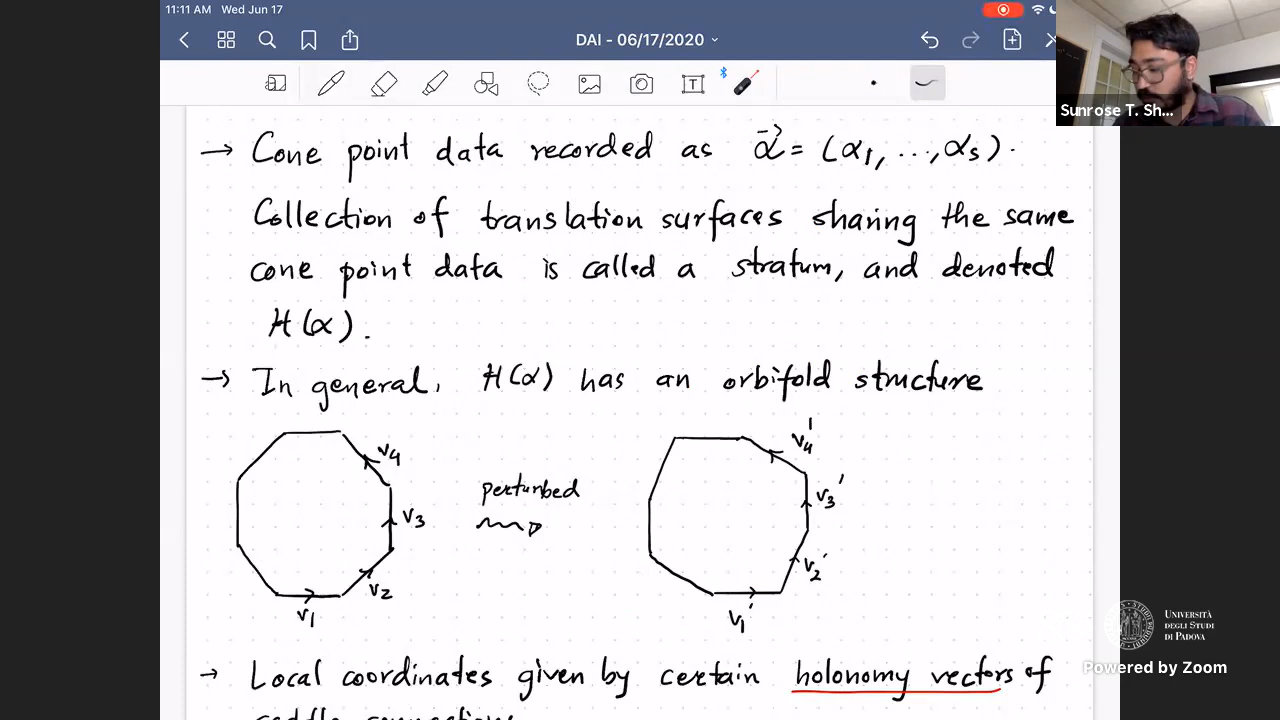 11:11 AM Wed Jun 17
DAI - 06/17/2020
Sunrose T. Sh...
→ Cone point data recorded as α⃗ = (α1, ..., αs).
Collection of translation surfaces sharing the same
cone point data is called a stratum, and denoted
H(α).
→ In general, H(α) has an orbifold structure
v4
v3
v2
v1
perturbed
v4'
v3'
v2'
v1'
→ Local coordinates given by certain holonomy vectors of
UNIVERSITÀ
DEGLI STUDI
DI PADOVA
Powered by Zoom